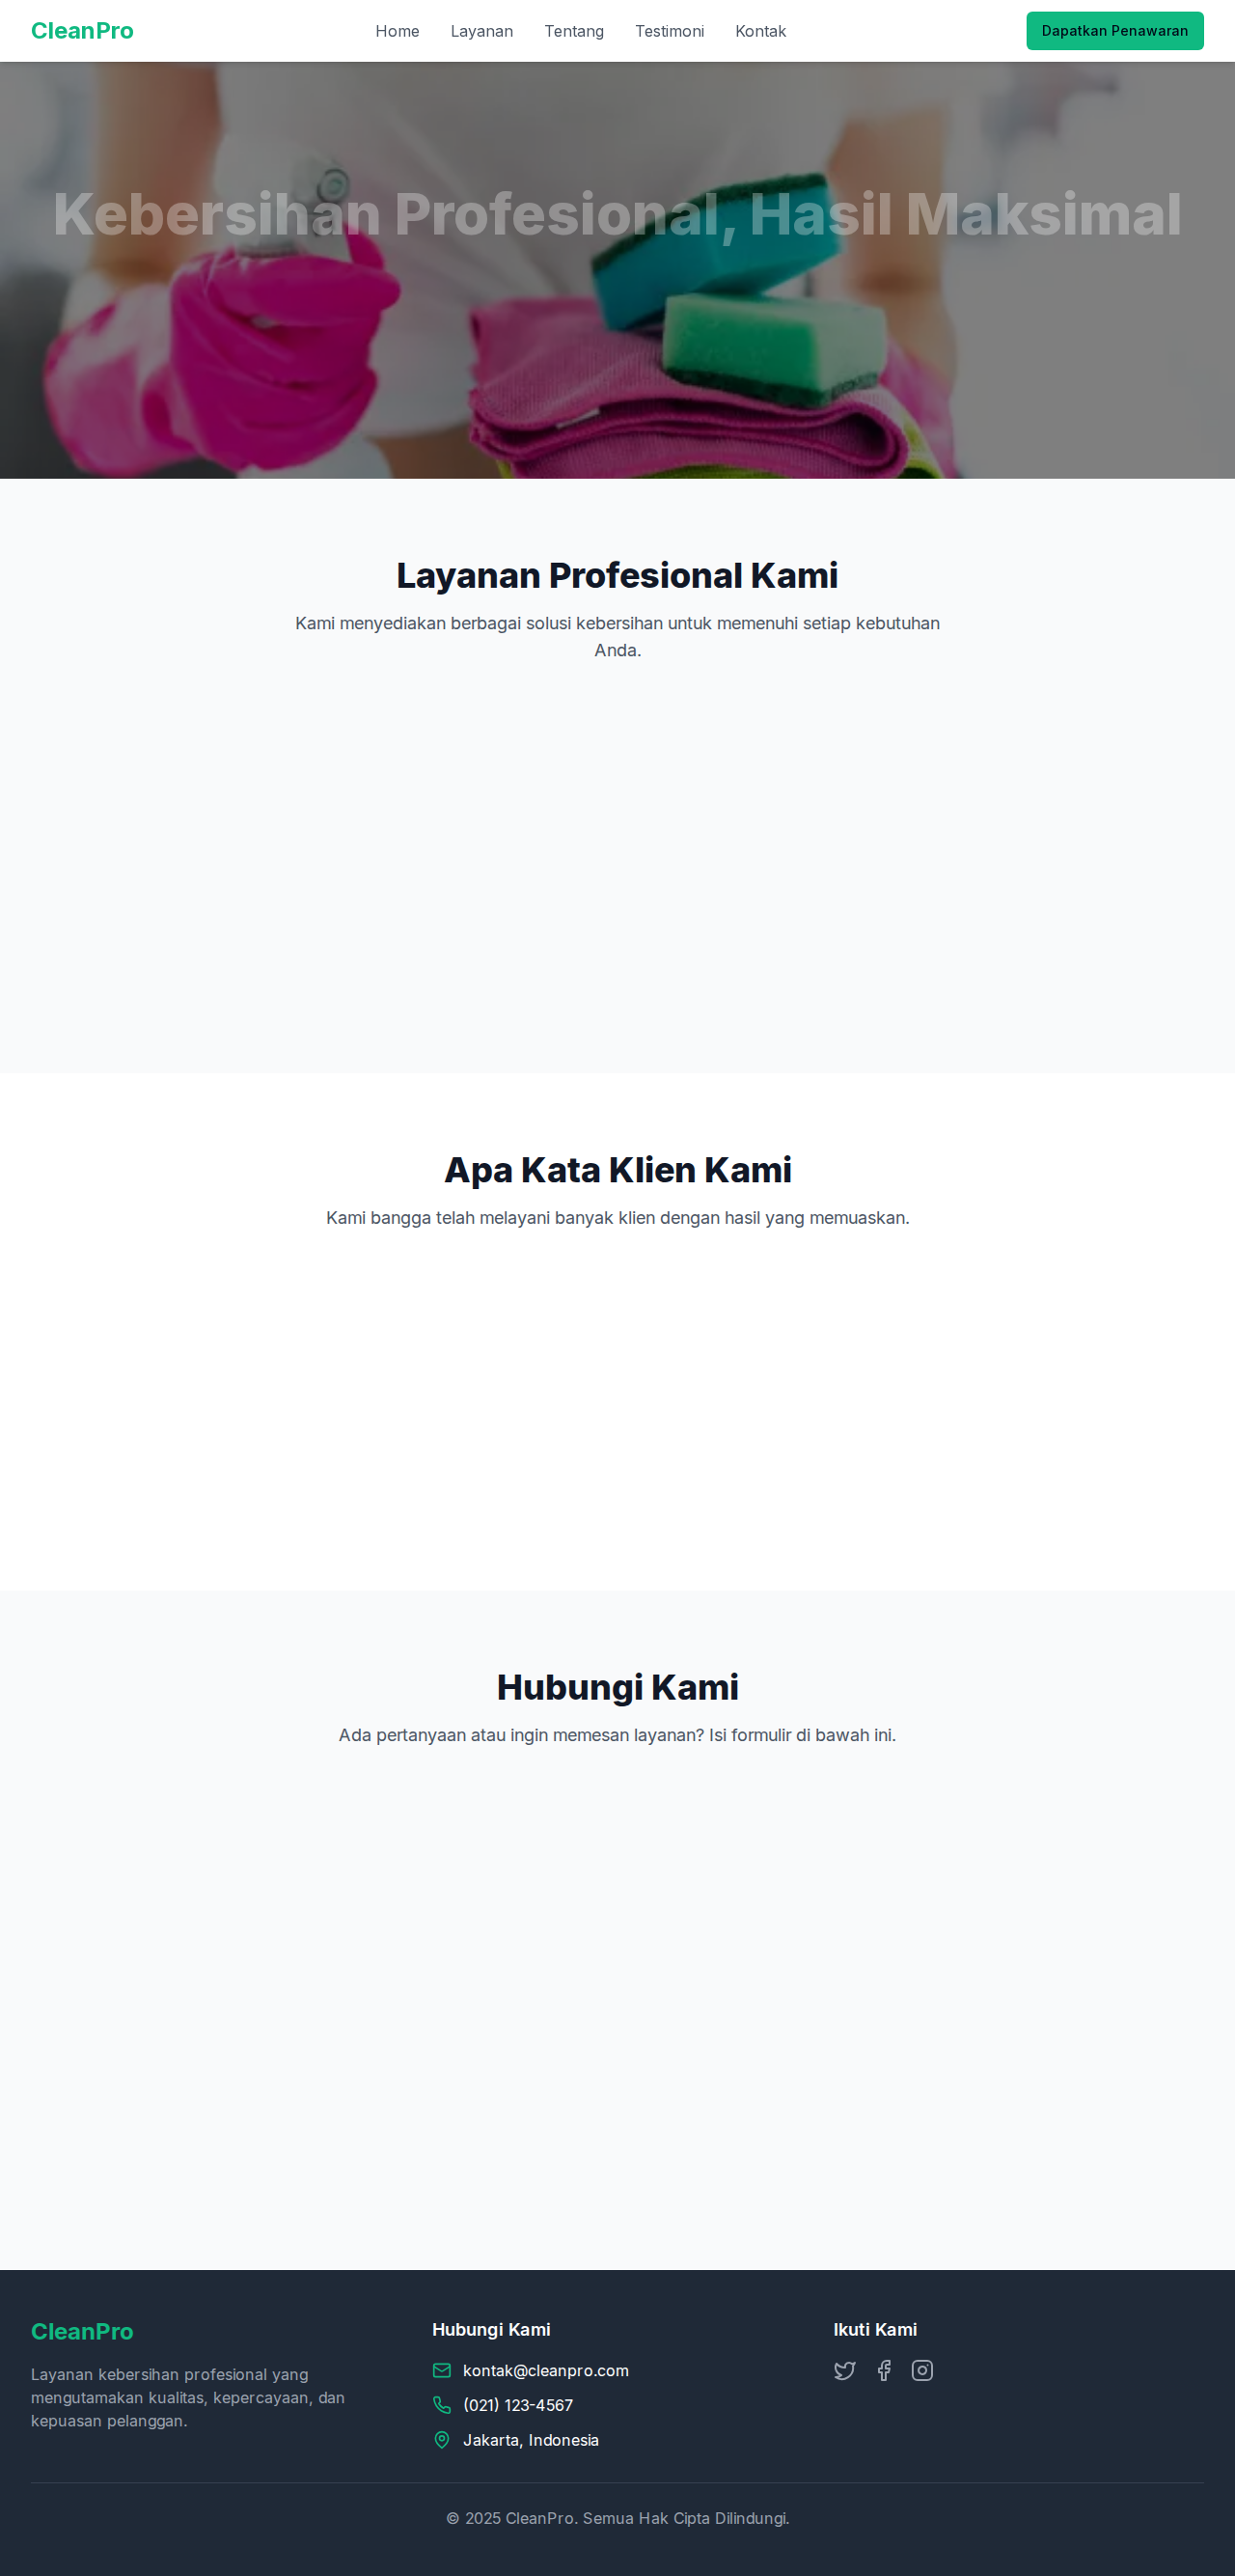 CleanPro
Home
Layanan
Tentang
Testimoni
Kontak
Dapatkan Penawaran
Kebersihan Profesional, Hasil Maksimal
Layanan Profesional Kami
Kami menyediakan berbagai solusi kebersihan untuk memenuhi setiap kebutuhan
Anda.
Apa Kata Klien Kami
Kami bangga telah melayani banyak klien dengan hasil yang memuaskan.
Hubungi Kami
Ada pertanyaan atau ingin memesan layanan? Isi formulir di bawah ini.
CleanPro
Layanan kebersihan profesional yang
mengutamakan kualitas, kepercayaan, dan
kepuasan pelanggan.
Hubungi Kami
kontak@cleanpro.com
(021) 123-4567
Jakarta, Indonesia
Ikuti Kami
© 2025 CleanPro. Semua Hak Cipta Dilindungi.